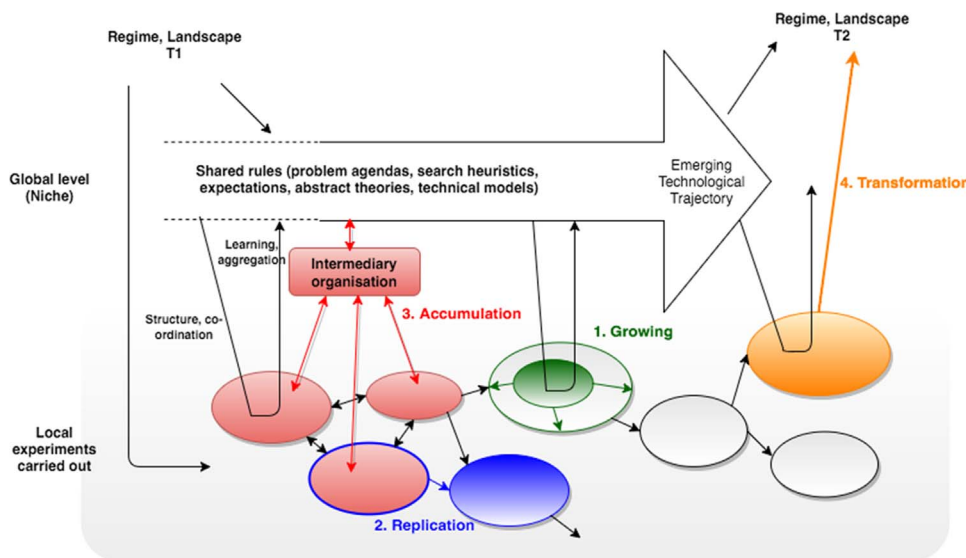 Regime, Landscape
T1
Regime, Landscape
T2
Global level
(Niche)
Shared rules (problem agendas, search heuristics,
expectations, abstract theories, technical models)
Emerging
Technological
Trajectory
4. Transformation
Learning,
aggregation
Intermediary
organisation
Structure, co-
ordination
3. Accumulation
1. Growing
Local
experiments
carried out
2. Replication